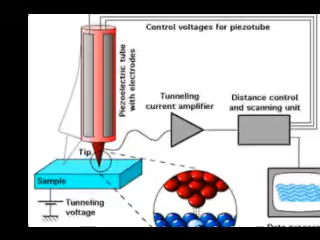 Control voltages for piezotube
Piezoelectric tube
with electrodes
Tunneling
current amplifier
Distance control
and scanning unit
Tip
Sample
Tunneling
voltage